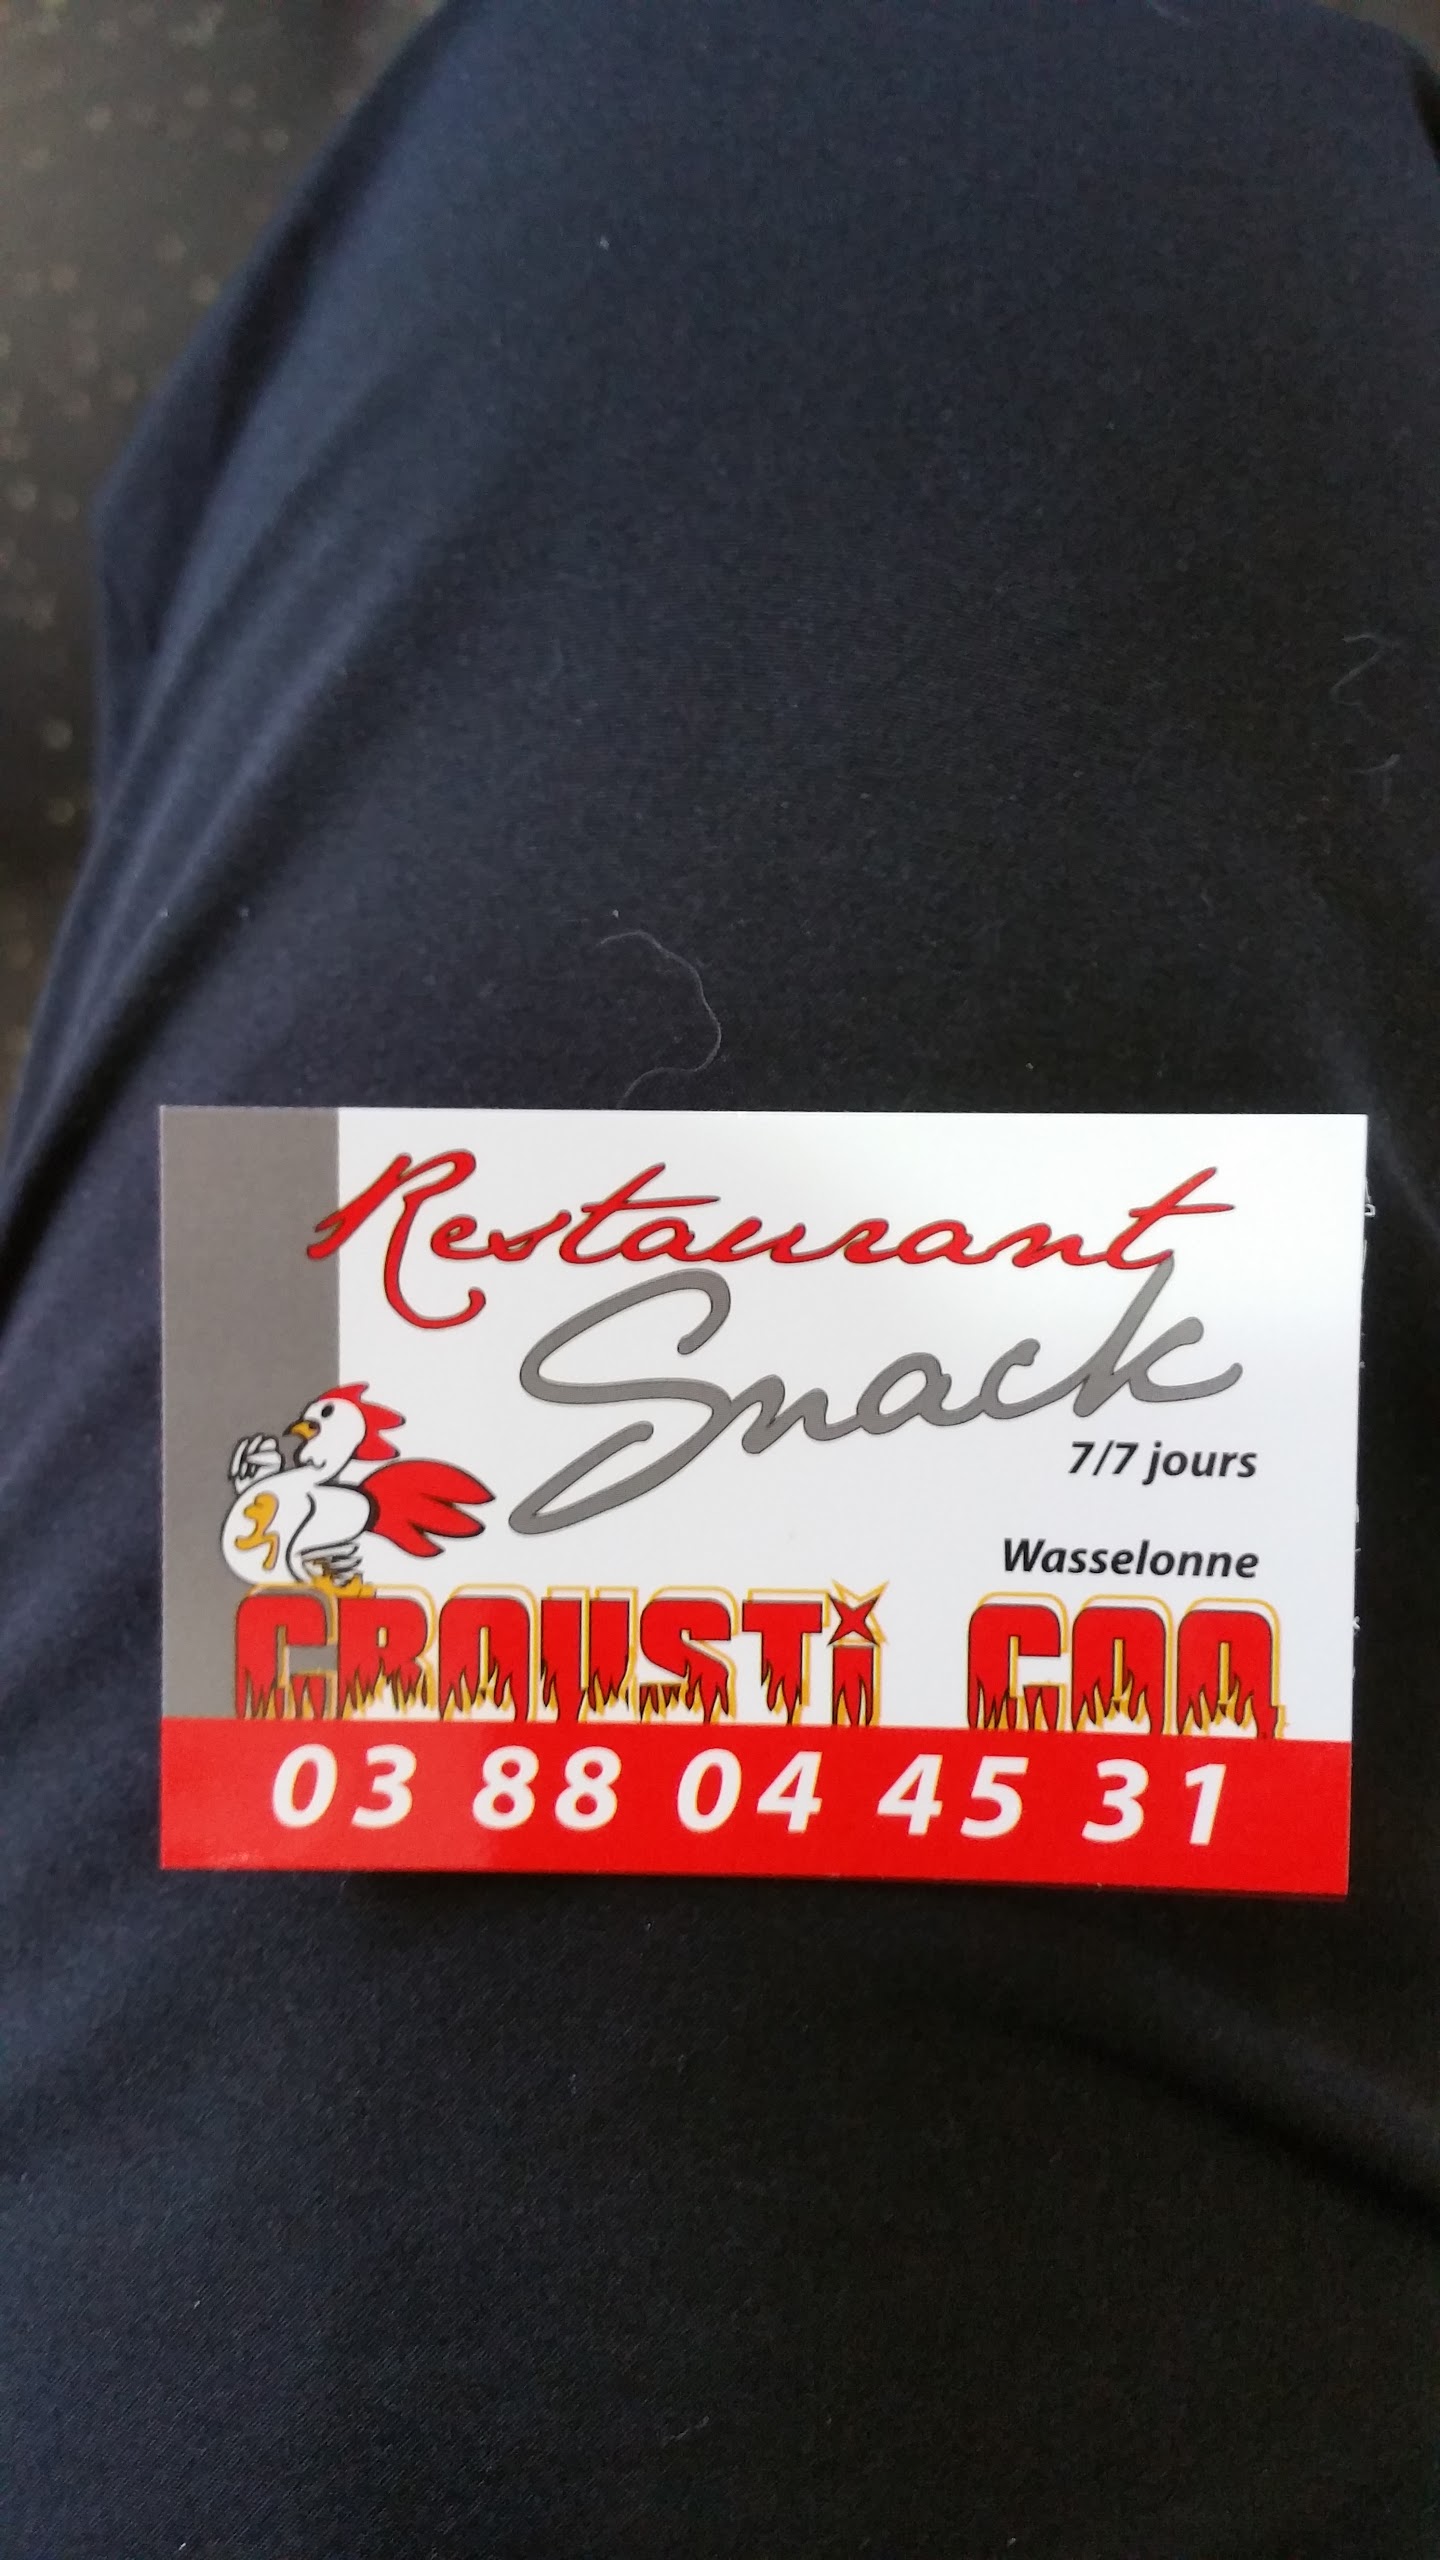 Restaurant
Snack
7/7 jours
Wasselonne
CROUSTi COQ
03 88 04 45 31